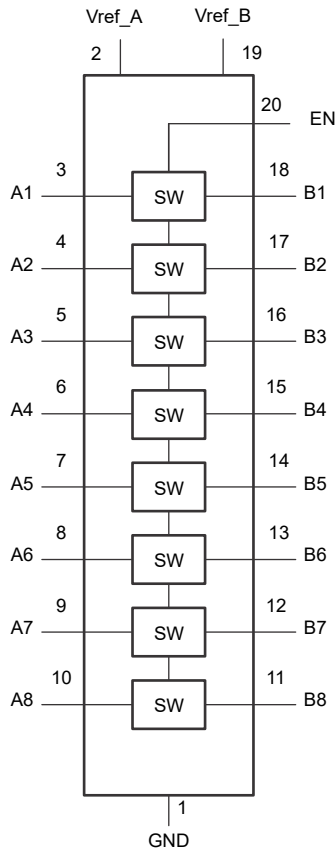 Vref_A Vref_B
2 19
20 EN
3 18
A1 SW B1
4 17
A2 SW B2
5 16
A3 SW B3
6 15
A4 SW B4
7 14
A5 SW B5
8 13
A6 SW B6
9 12
A7 SW B7
10 11
A8 SW B8
1
GND